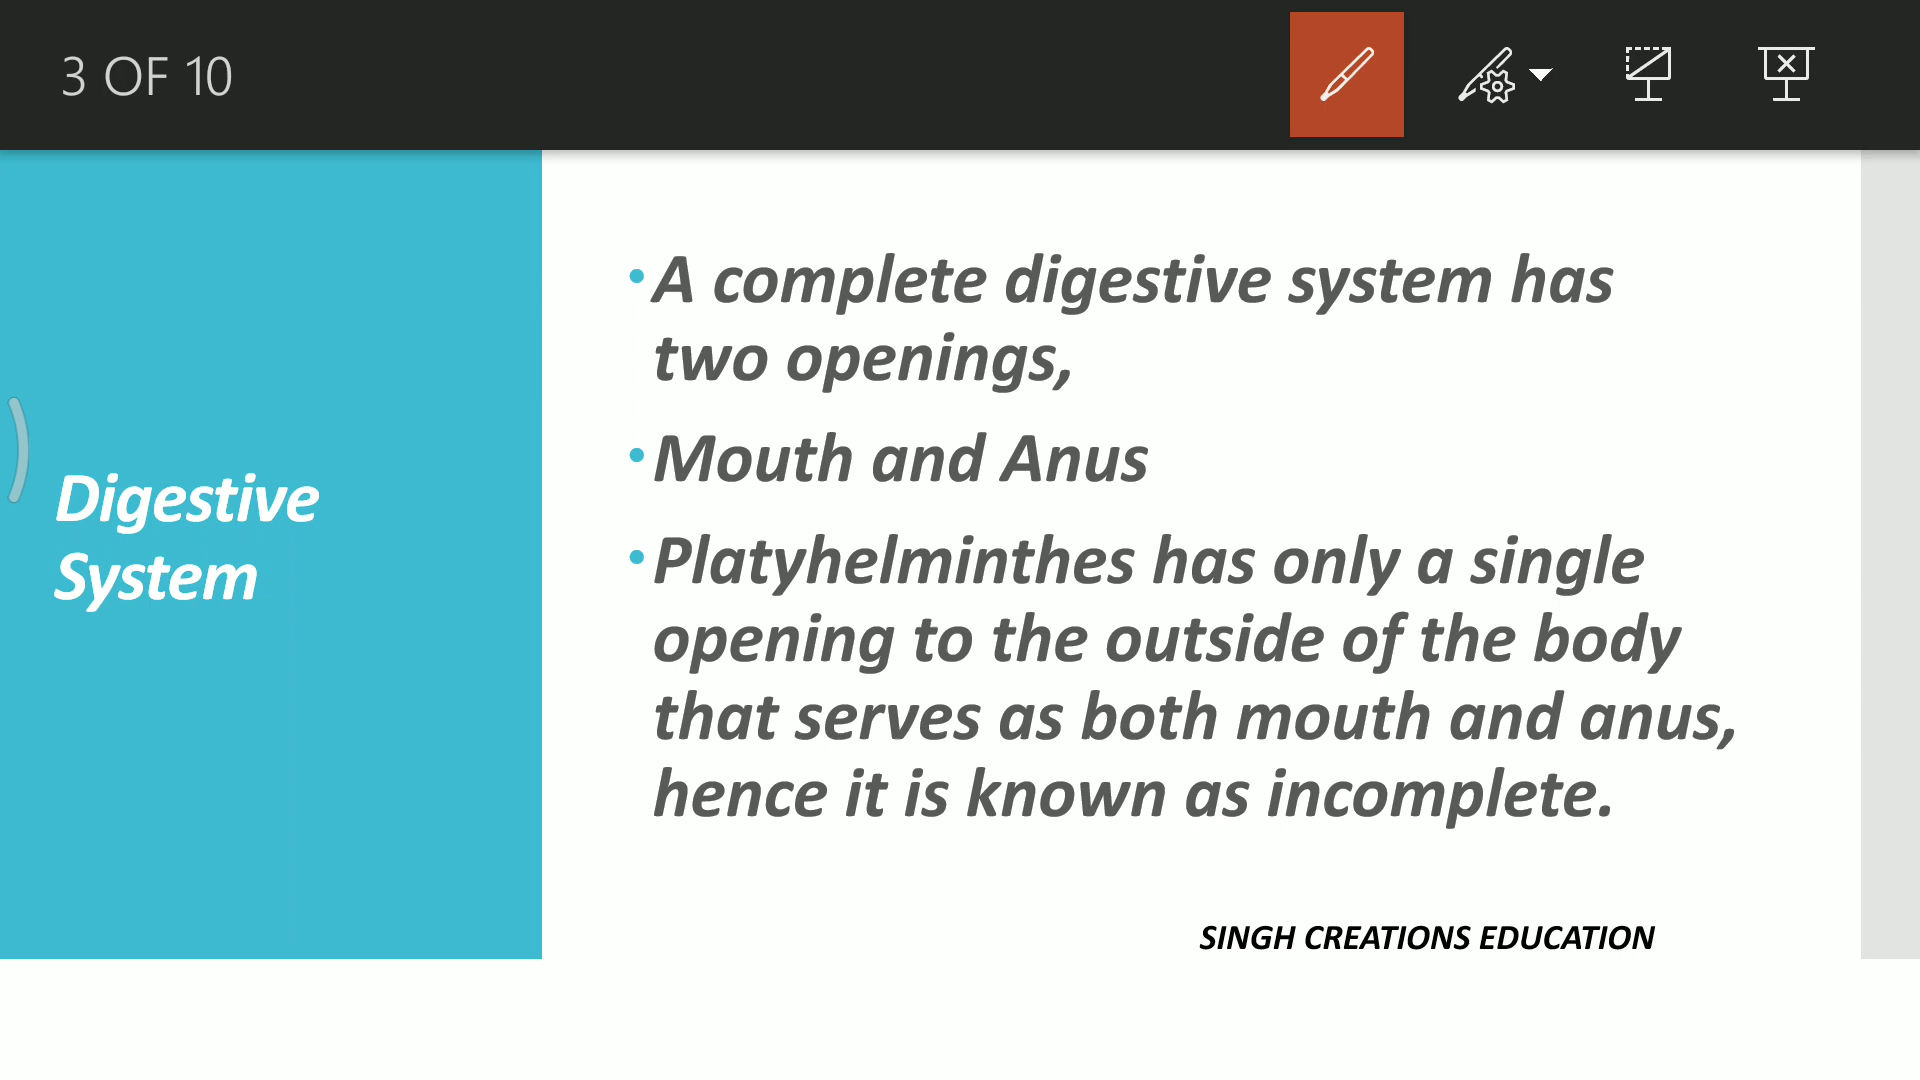 3 OF 10
Digestive
System
•A complete digestive system has
two openings,
•Mouth and Anus
•Platyhelminthes has only a single
opening to the outside of the body
that serves as both mouth and anus,
hence it is known as incomplete.
SINGH CREATIONS EDUCATION